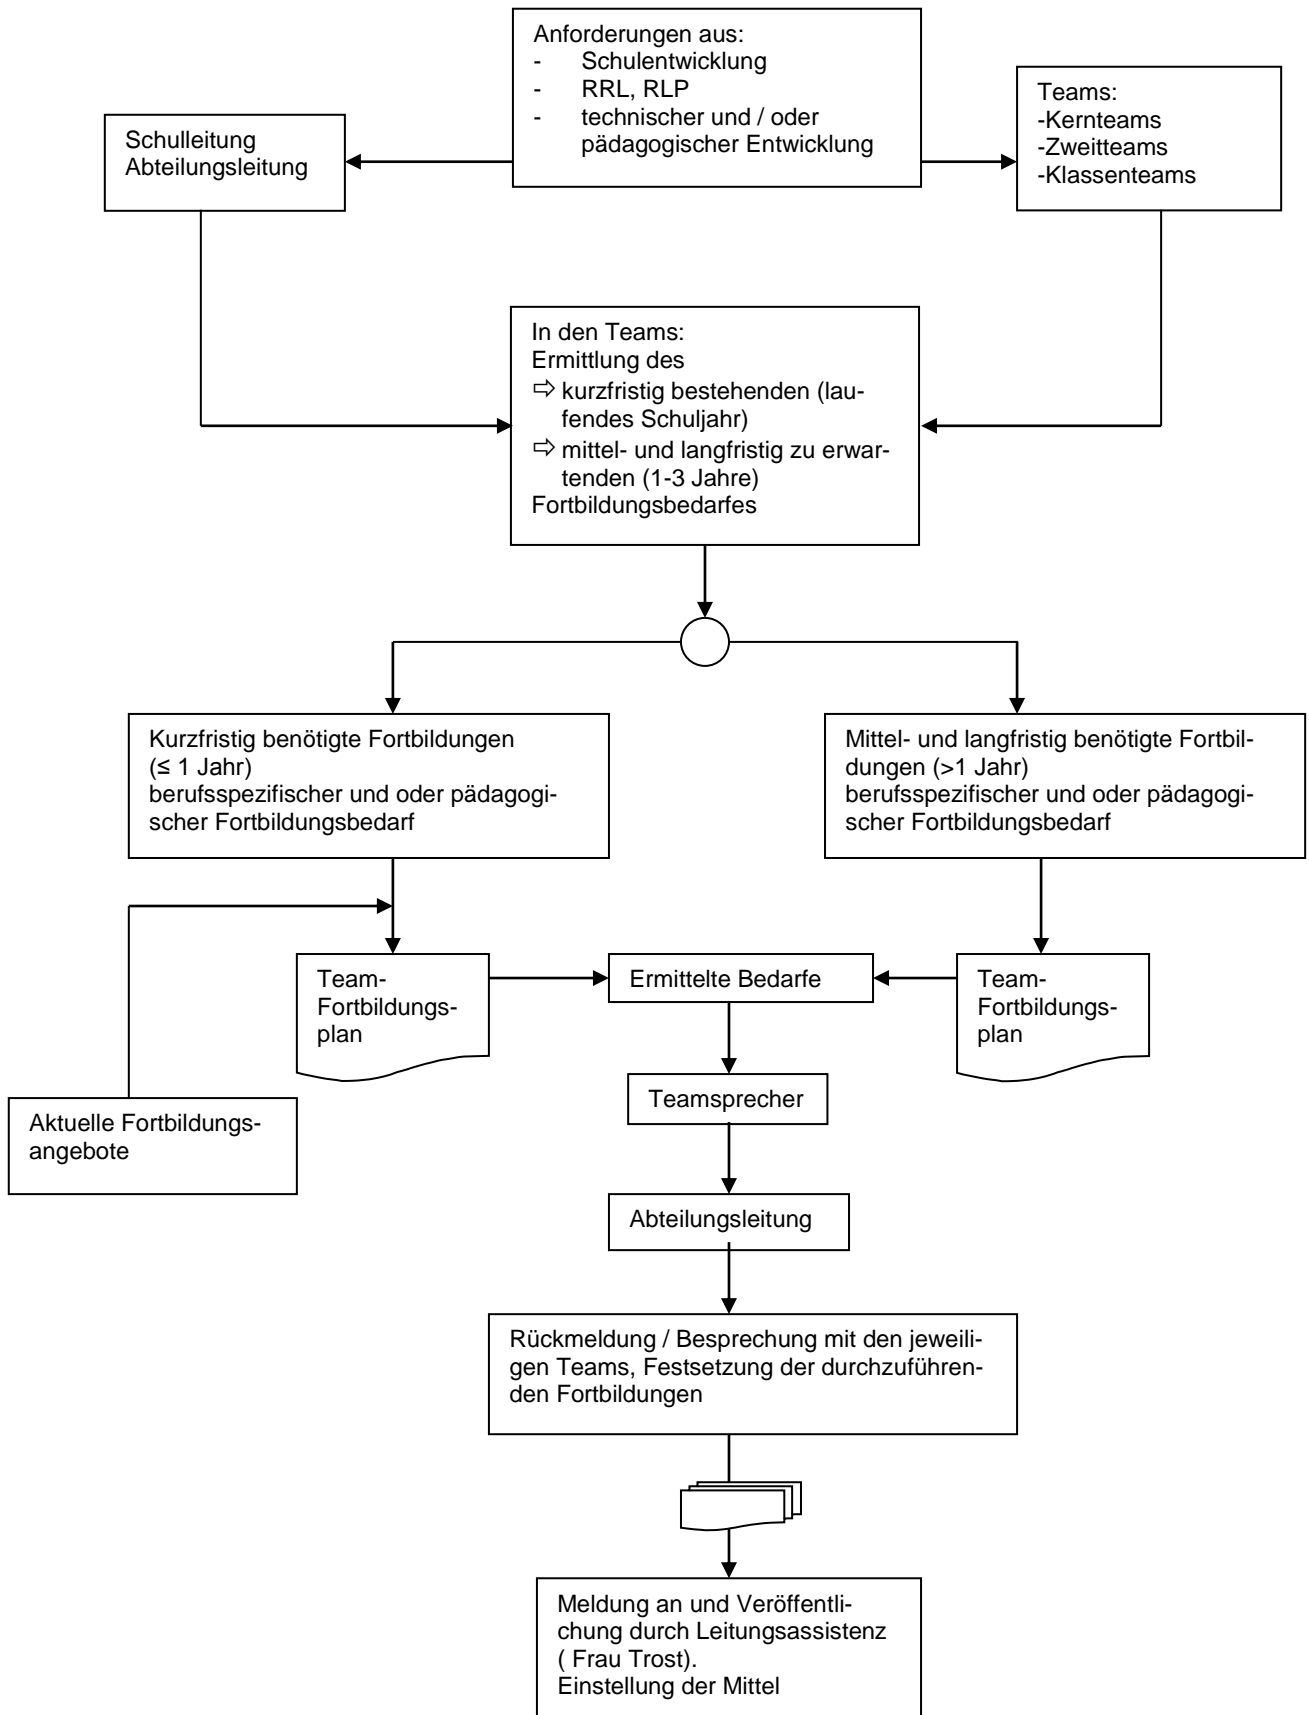 Anforderungen aus:
- Schulentwicklung
- RRL, RLP
- technischer und / oder
pädagogischer Entwicklung
Schulleitung
Abteilungsleitung
Teams:
-Kernteams
-Zweitteams
-Klassenteams
In den Teams:
Ermittlung des
⇨ kurzfristig bestehenden (lau-
fendes Schuljahr)
⇨ mittel- und langfristig zu erwar-
tenden (1-3 Jahre)
Fortbildungsbedarfes
Kurzfristig benötigte Fortbildungen
(≤ 1 Jahr)
berufsspezifischer und oder pädagogi-
scher Fortbildungsbedarf
Mittel- und langfristig benötigte Fortbil-
dungen (>1 Jahr)
berufsspezifischer und oder pädagogi-
scher Fortbildungsbedarf
Team-
Fortbildungs-
plan
Ermittelte Bedarfe
Team-
Fortbildungs-
plan
Teamsprecher
Aktuelle Fortbildungs-
angebote
Abteilungsleitung
Rückmeldung / Besprechung mit den jeweili-
gen Teams, Festsetzung der durchzuführen-
den Fortbildungen
Meldung an und Veröffentli-
chung durch Leitungsassistenz
( Frau Trost).
Einstellung der Mittel